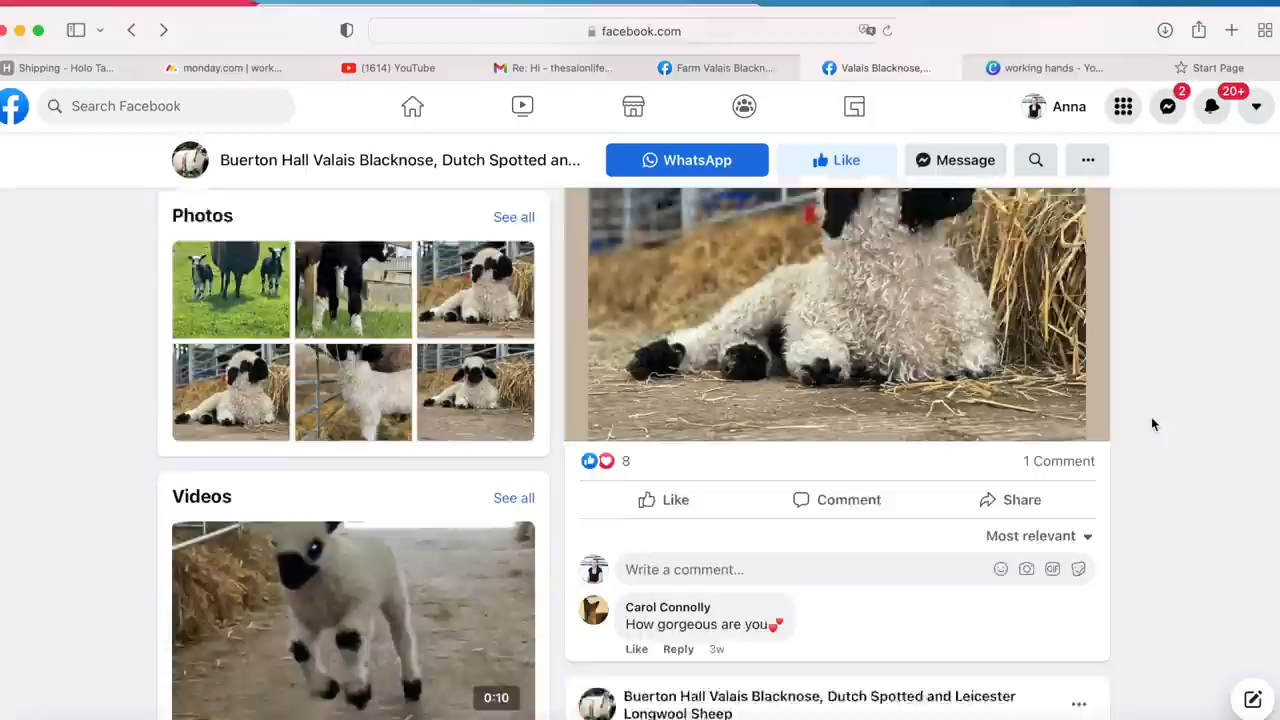 facebook.com
H Shipping - Holo Ta...
monday.com | work...
(1614) YouTube
Re: Hi - thesalonlife...
Farm Valais Blackn...
Valais Blacknose,...
C working hands - Yo...
Start Page
Search Facebook
Anna
2
20+
Buerton Hall Valais Blacknose, Dutch Spotted an...
WhatsApp
Like
Message
Photos
See all
8
1 Comment
Videos
See all
Like
Comment
Share
Most relevant
Write a comment...
GIF
Carol Connolly
How gorgeous are you💕
Like Reply 3w
0:10
Buerton Hall Valais Blacknose, Dutch Spotted and Leicester
Longwool Sheep